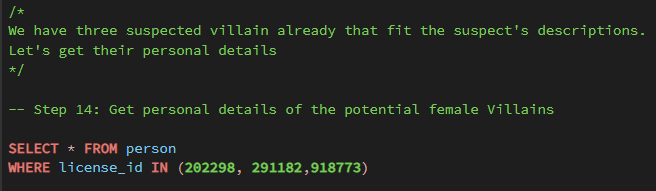 /*
We have three suspected villain already that fit the suspect's descriptions.
Let's get their personal details
*/
-- Step 14: Get personal details of the potential female Villains
SELECT * FROM person
WHERE license_id IN (202298, 291182,918773)